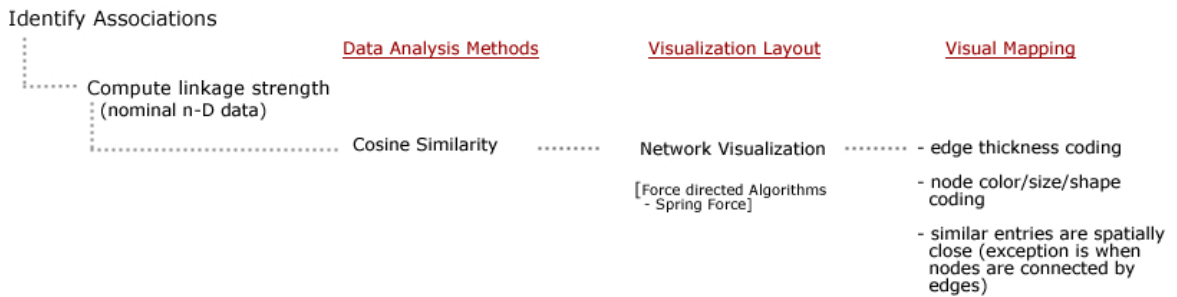 Identify Associations
Data Analysis Methods
Visualization Layout
Visual Mapping
Compute linkage strength
(nominal n-D data)
Cosine Similarity
Network Visualization
- edge thickness coding
[Force directed Algorithms
- Spring Force]
- node color/size/shape
coding
- similar entries are spatially
close (exception is when
nodes are connected by
edges)